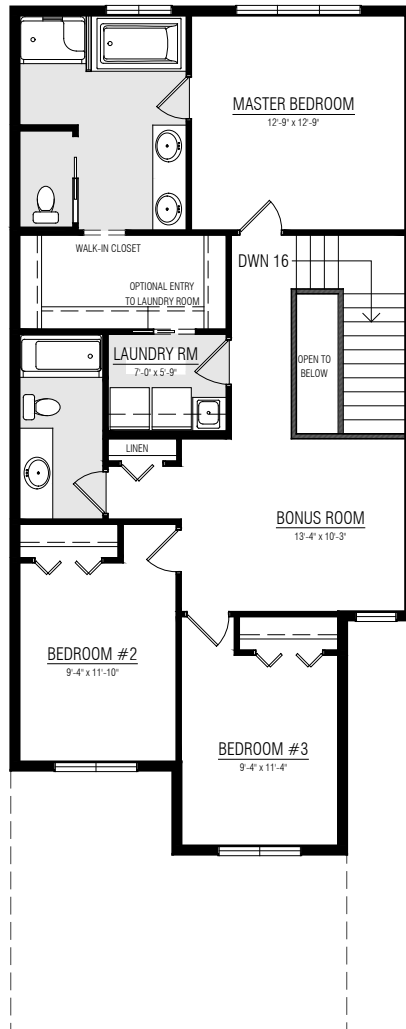 MASTER BEDROOM
12'-9" x 12'-9"
WALK-IN CLOSET
DWN 16
OPTIONAL ENTRY
TO LAUNDRY ROOM
LAUNDRY RM
7'-0" x 5'-9"
OPEN TO
BELOW
LINEN
BONUS ROOM
13'-4" x 10'-3"
BEDROOM #2
9'-4" x 11'-10"
BEDROOM #3
9'-4" x 11'-4"